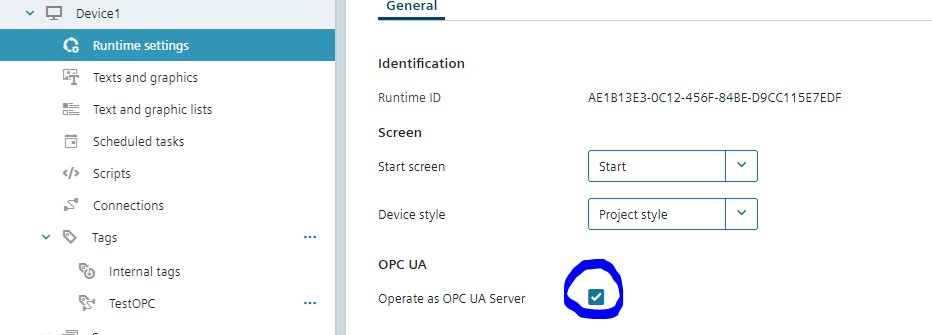 Device1
Runtime settings
Texts and graphics
Text and graphic lists
Scheduled tasks
Scripts
Connections
Tags
Internal tags
TestOPC
General
Identification
Runtime ID AE1B13E3-0C12-456F-84BE-D9CC115E7EDF
Screen
Start screen Start
Device style Project style
OPC UA
Operate as OPC UA Server